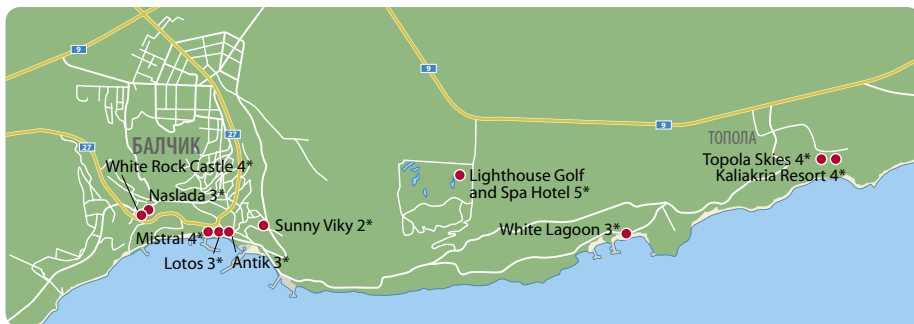 9
9
9
27
27
БАЛЧИК
ТОПОЛА
White Rock Castle 4*
Naslada 3*
Mistral 4*
Lotos 3*
Antik 3*
Sunny Viky 2*
Lighthouse Golf
and Spa Hotel 5*
White Lagoon 3*
Topola Skies 4*
Kaliakria Resort 4*